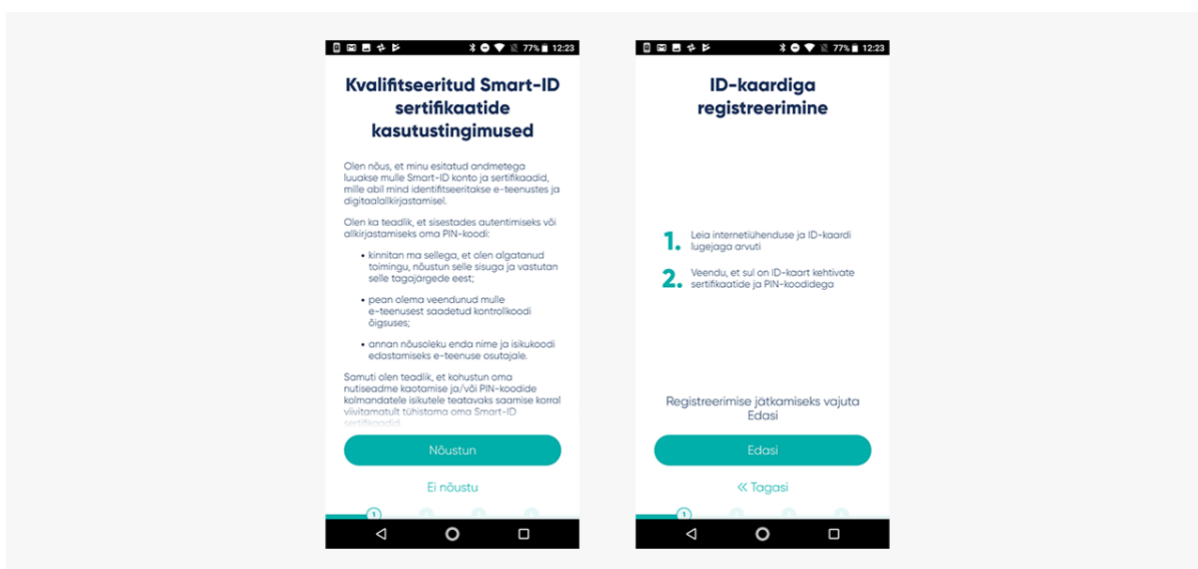 77% 12:23
Kvalifitseeritud Smart-ID
sertifikaatide
kasutustingimused
Olen nõus, et minu esitatud andmetega
luuakse mulle Smart-ID konto ja sertifikaadid,
mille abil mind identifitseeritakse e-teenustes ja
digitaalallkirjastamisel.
Olen ka teadlik, et sisestades autentimiseks või
allkirjastamiseks oma PIN-koodi:
• kinnitan ma sellega, et olen algatanud
toimingu, nõustun selle sisuga ja vastutan
selle tagajärgede eest;
• pean olema veendunud mulle
e-teenusest saadetud kontrollkoodi
õigsuses;
• annan nõusoleku enda nime ja isikukoodi
edastamiseks e-teenuse osutajale.
Samuti olen teadlik, et kohustun oma
nutiseadme kaotamise ja/või PIN-koodide
kolmandatele isikutele teatavaks saamise korral
viivitamatult tühistama oma Smart-ID
sertifikaadid.
Nõustun
Ei nõustu
1
77% 12:23
ID-kaardiga
registreerimine
1. Leia internetiühenduse ja ID-kaardi
lugejaga arvuti
2. Veendu, et sul on ID-kaart kehtivate
sertifikaatide ja PIN-koodidega
Registreerimise jätkamiseks vajuta
Edasi
Edasi
« Tagasi
1